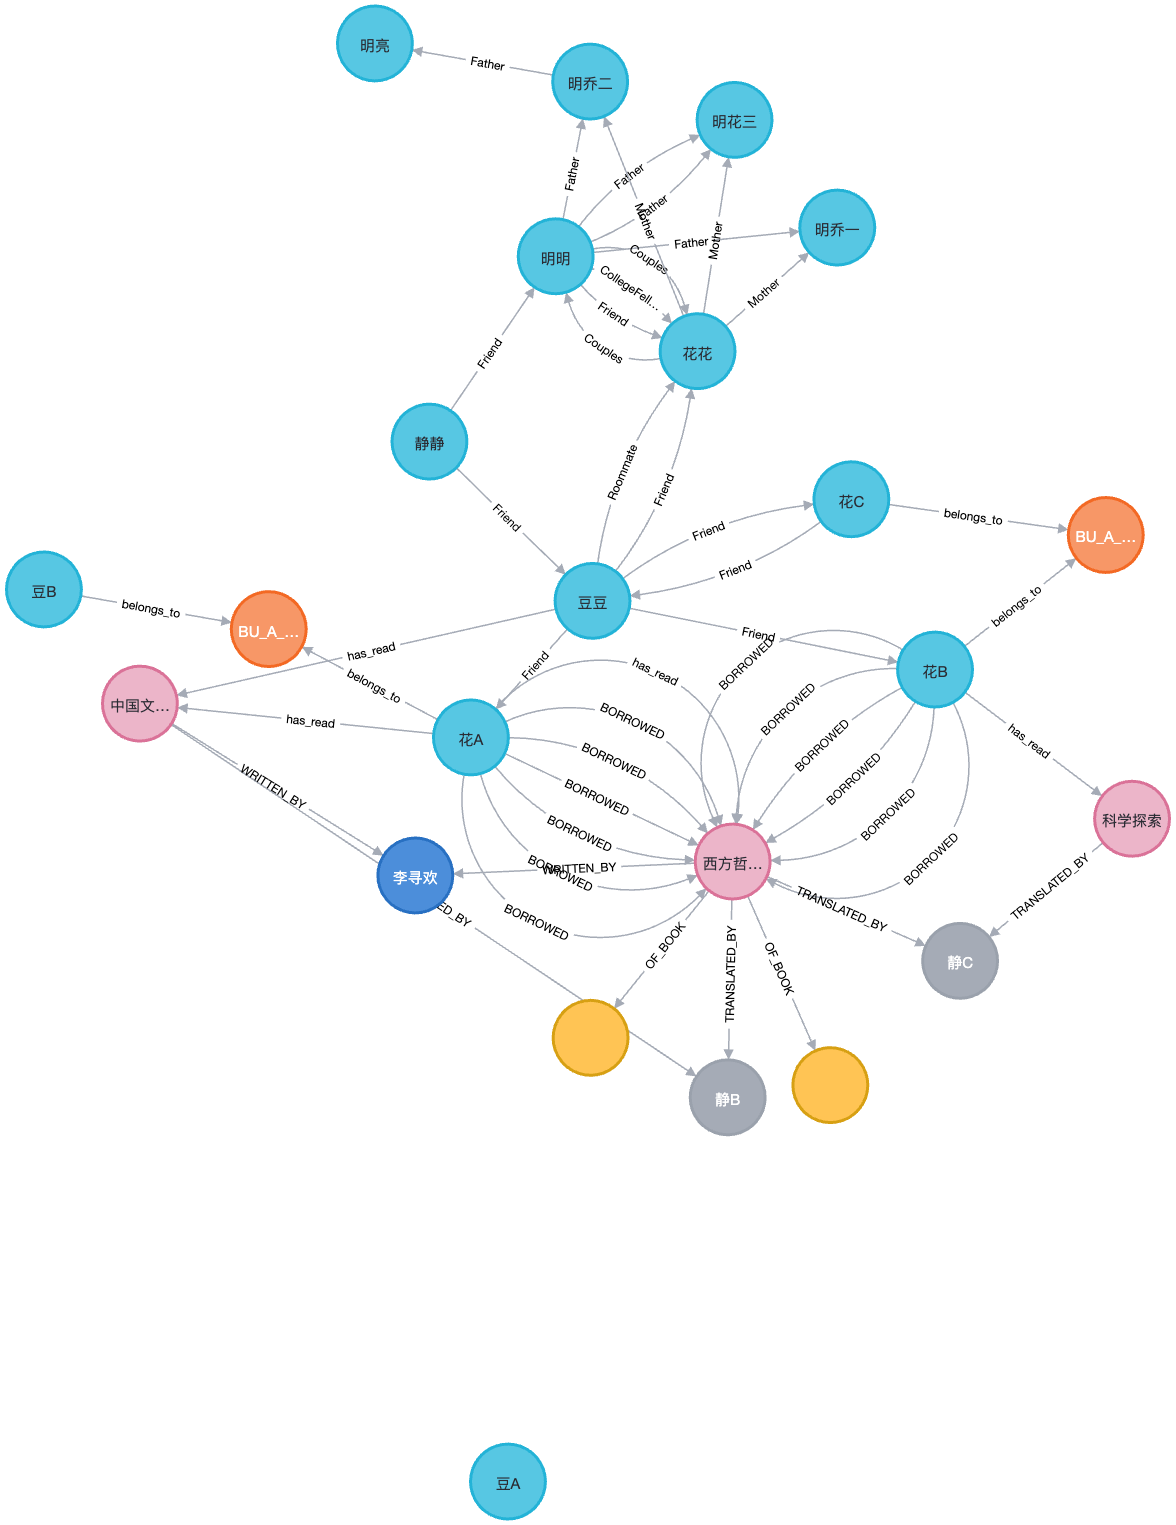 明亮
Father
明乔二
明花三
Father
Father
Father
Mother
Mother
明乔一
Father
明明
Couples
CollegeFell...
Friend
Mother
Couples
花花
Friend
静静
Roommate
Friend
Friend
花C
Friend
belongs_to
BU_A_...
Friend
豆B
belongs_to
豆豆
belongs_to
BU_A_...
Friend
has_read
Friend
has_read
BORROWED
花B
belongs_to
中国文...
BORROWED
has_read
BORROWED
花A
BORROWED
has_read
BORROWED
BORROWED
WRITTEN_BY
BORROWED
BORROWED
BORROWED
科学探索
BORROWED
BORROWED
李寻欢
WRITTEN_BY
西方哲...
BORROWED
TRANSLATED_BY
TRANSLATED_BY
ED_BY
BORROWED
OF_BOOK
TRANSLATED_BY
OF_BOOK
静C
静B
豆A